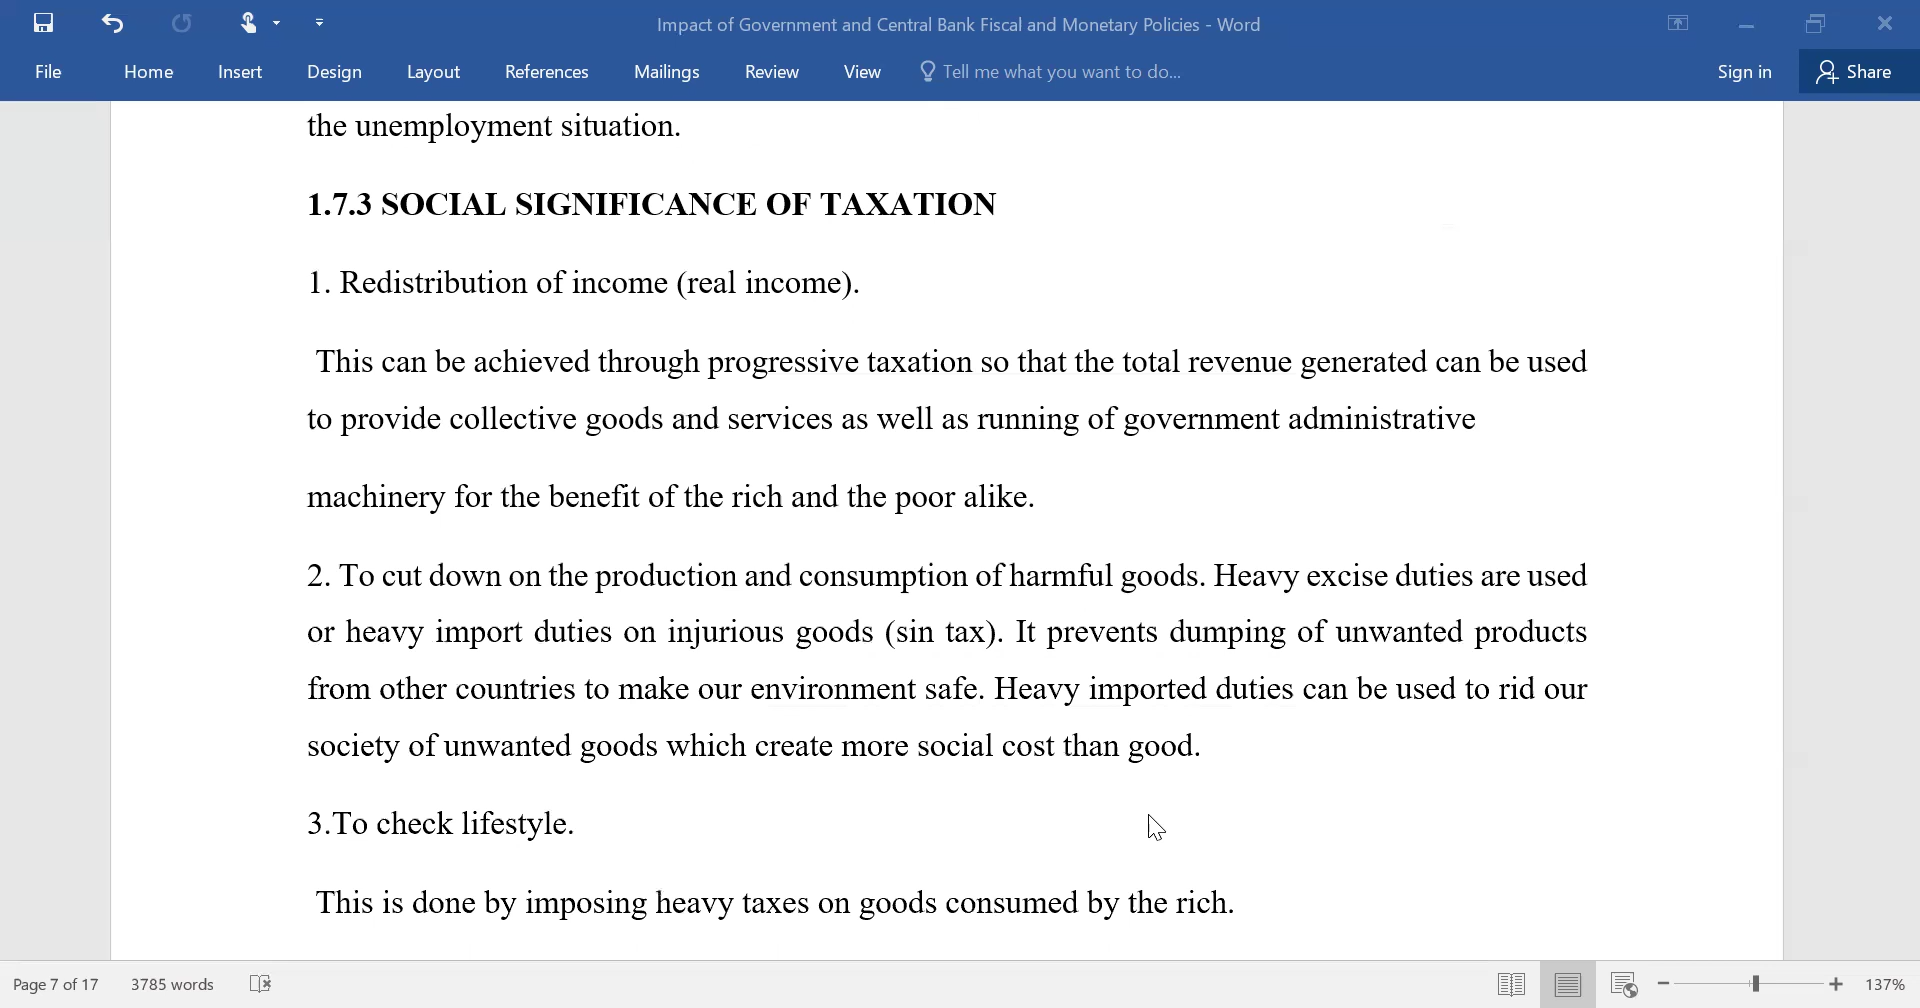 Impact of Government and Central Bank Fiscal and Monetary Policies - Word
File Home Insert Design Layout References Mailings Review View Tell me what you want to do... Sign in Share
the unemployment situation.
1.7.3 SOCIAL SIGNIFICANCE OF TAXATION
1. Redistribution of income (real income).
This can be achieved through progressive taxation so that the total revenue generated can be used
to provide collective goods and services as well as running of government administrative
machinery for the benefit of the rich and the poor alike.
2. To cut down on the production and consumption of harmful goods. Heavy excise duties are used
or heavy import duties on injurious goods (sin tax). It prevents dumping of unwanted products
from other countries to make our environment safe. Heavy imported duties can be used to rid our
society of unwanted goods which create more social cost than good.
3.To check lifestyle.
This is done by imposing heavy taxes on goods consumed by the rich.
Page 7 of 17 3785 words 137%